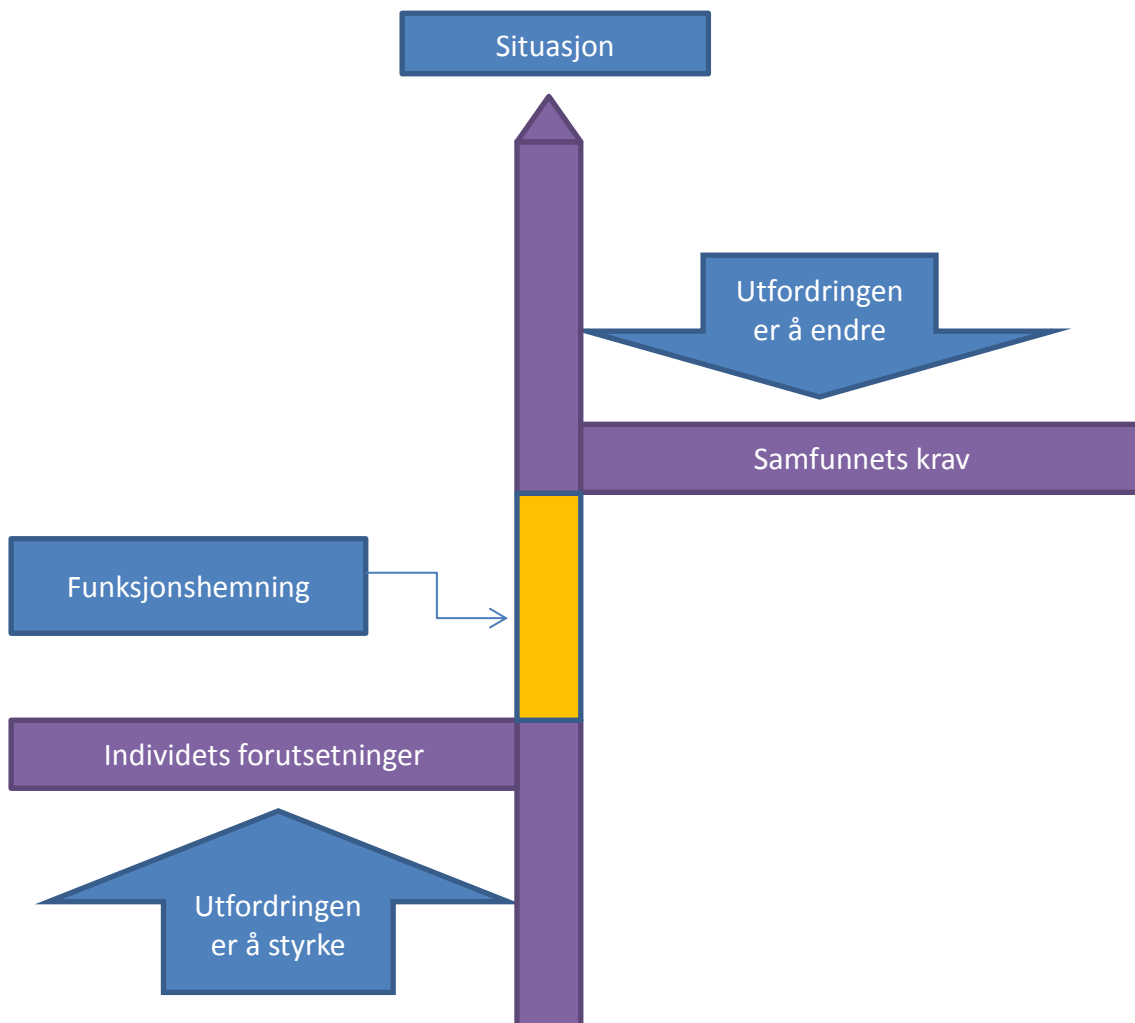 Situasjon
Utfordringen
er å endre
Samfunnets krav
Funksjonshemning
Individets forutsetninger
Utfordringen
er å styrke